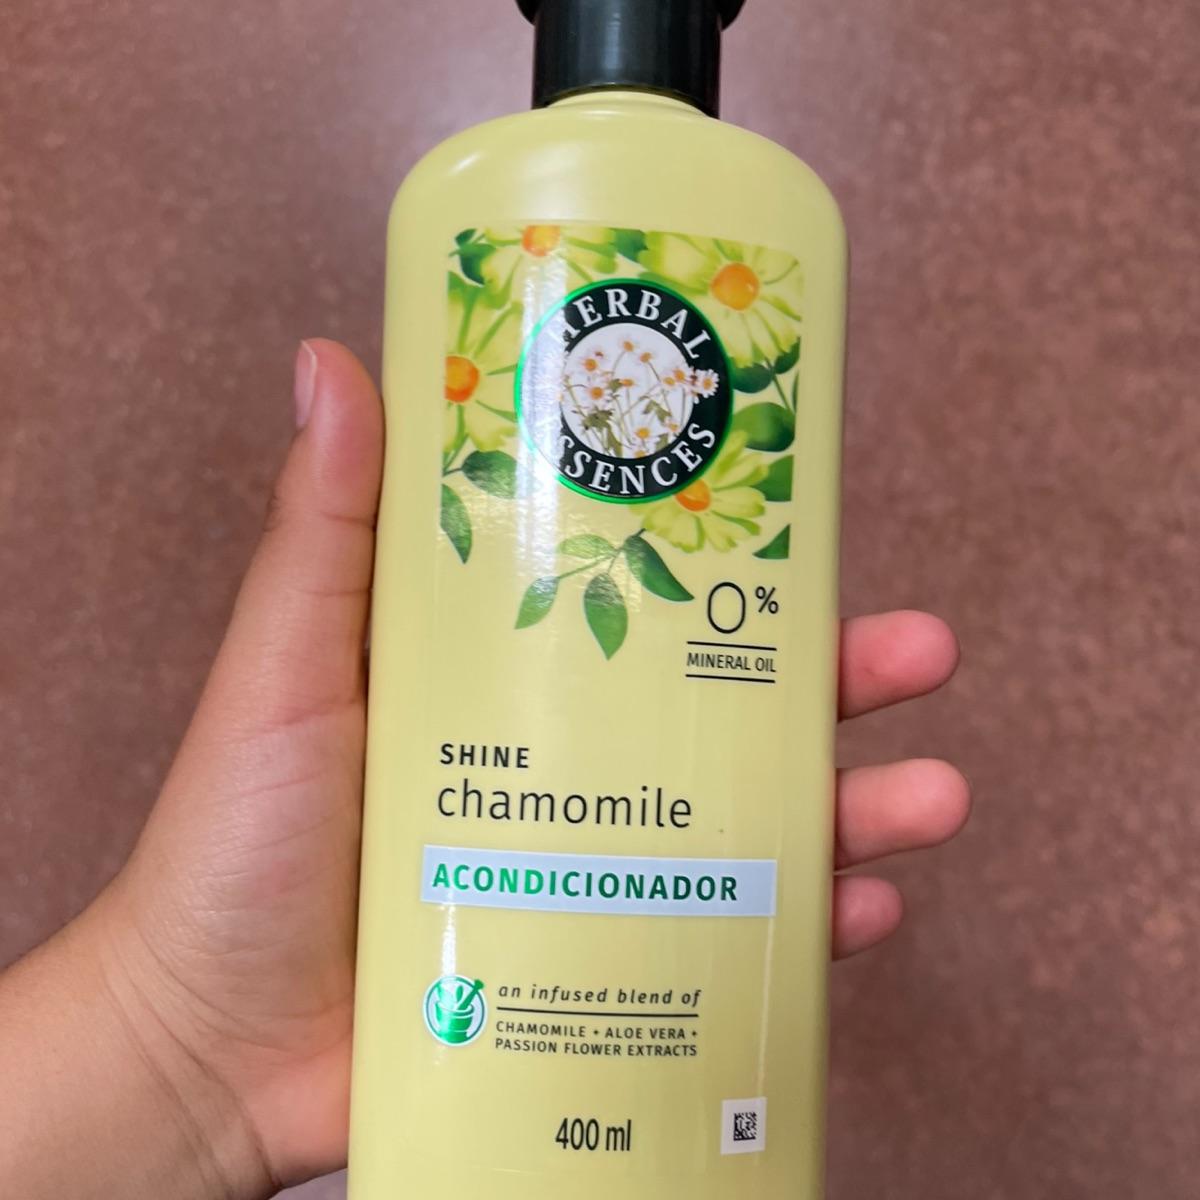 HERBAL
ESSENCES
0%
MINERAL OIL
SHINE
chamomile
ACONDICIONADOR
an infused blend of
CHAMOMILE + ALOE VERA +
PASSION FLOWER EXTRACTS
400 ml